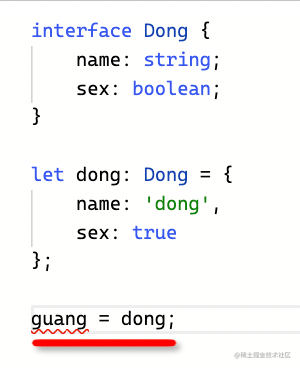 interface Dong {
    name: string;
    sex: boolean;
}

let dong: Dong = {
    name: 'dong',
    sex: true
};

guang = dong;
@稀土掘金技术社区